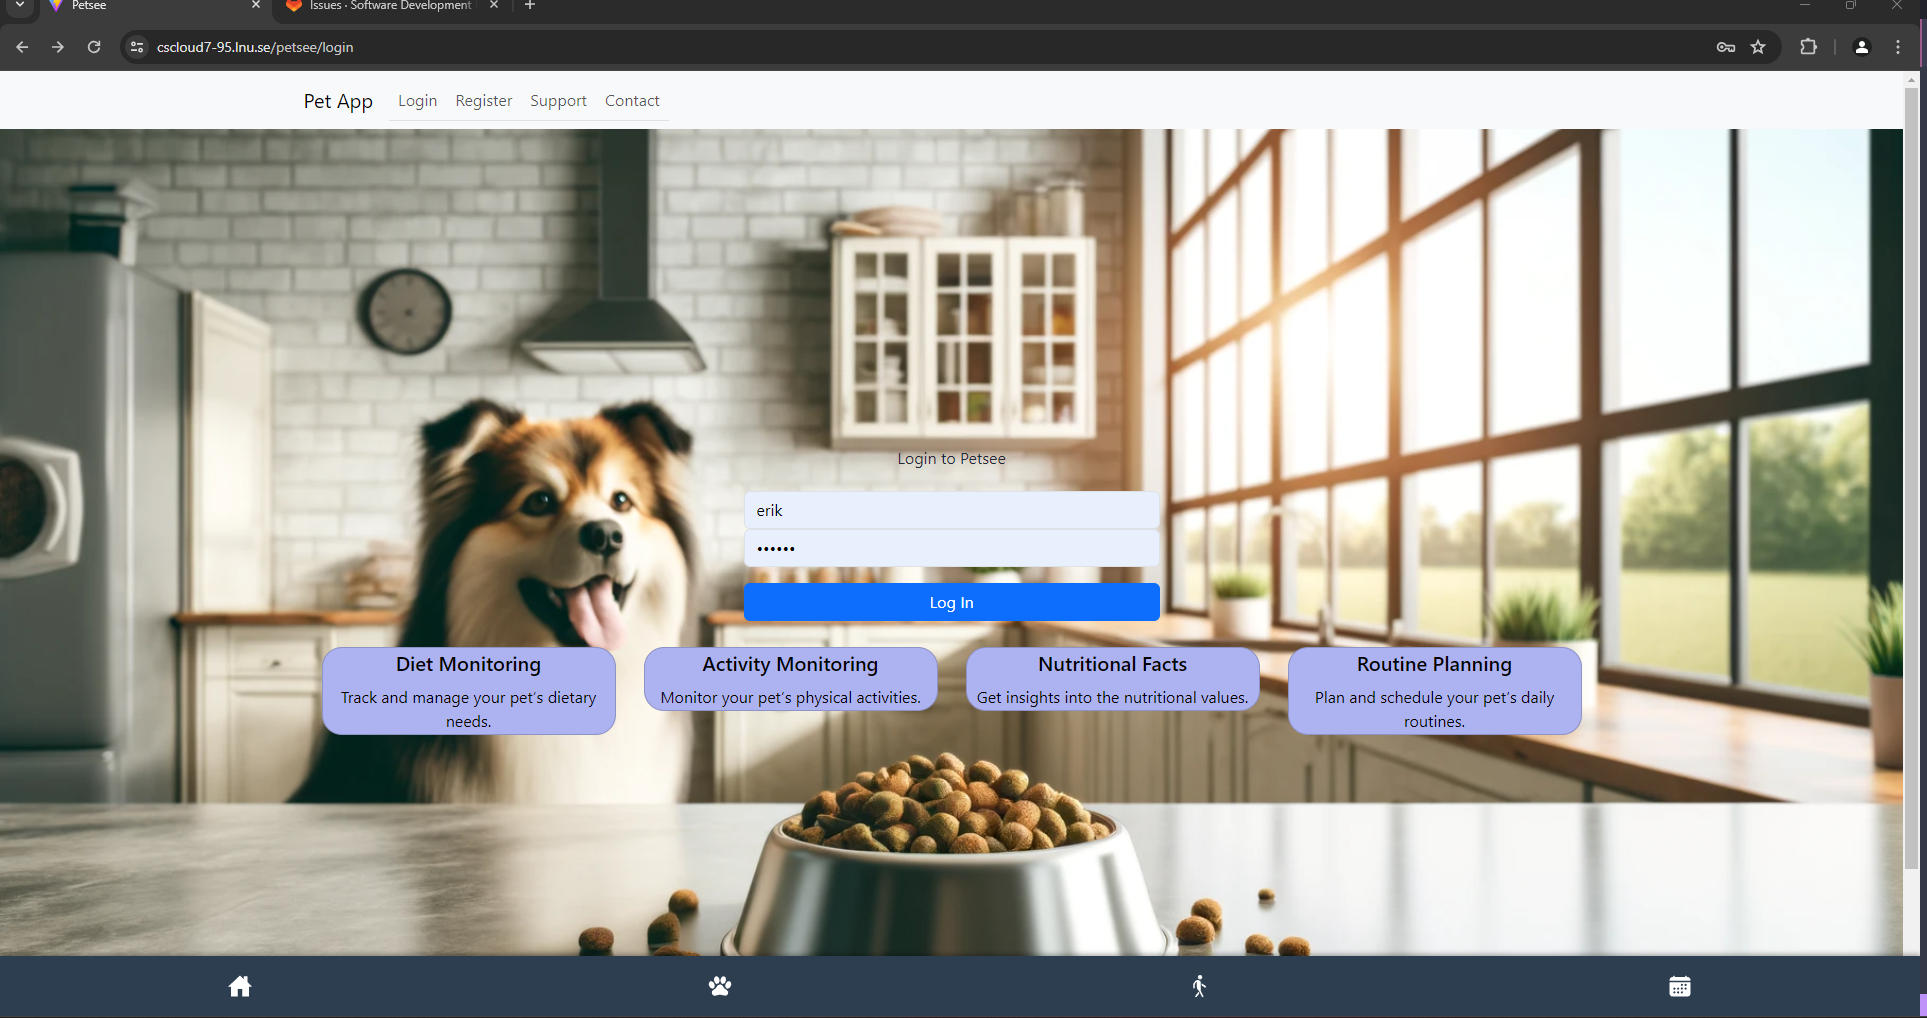 Petsee
Issues · Software Development
cscloud7-95.lnu.se/petsee/login
Pet App
Login
Register
Support
Contact
Login to Petsee
erik
••••••
Log In
Diet Monitoring
Track and manage your pet's dietary
needs.
Activity Monitoring
Monitor your pet's physical activities.
Nutritional Facts
Get insights into the nutritional values.
Routine Planning
Plan and schedule your pet's daily
routines.